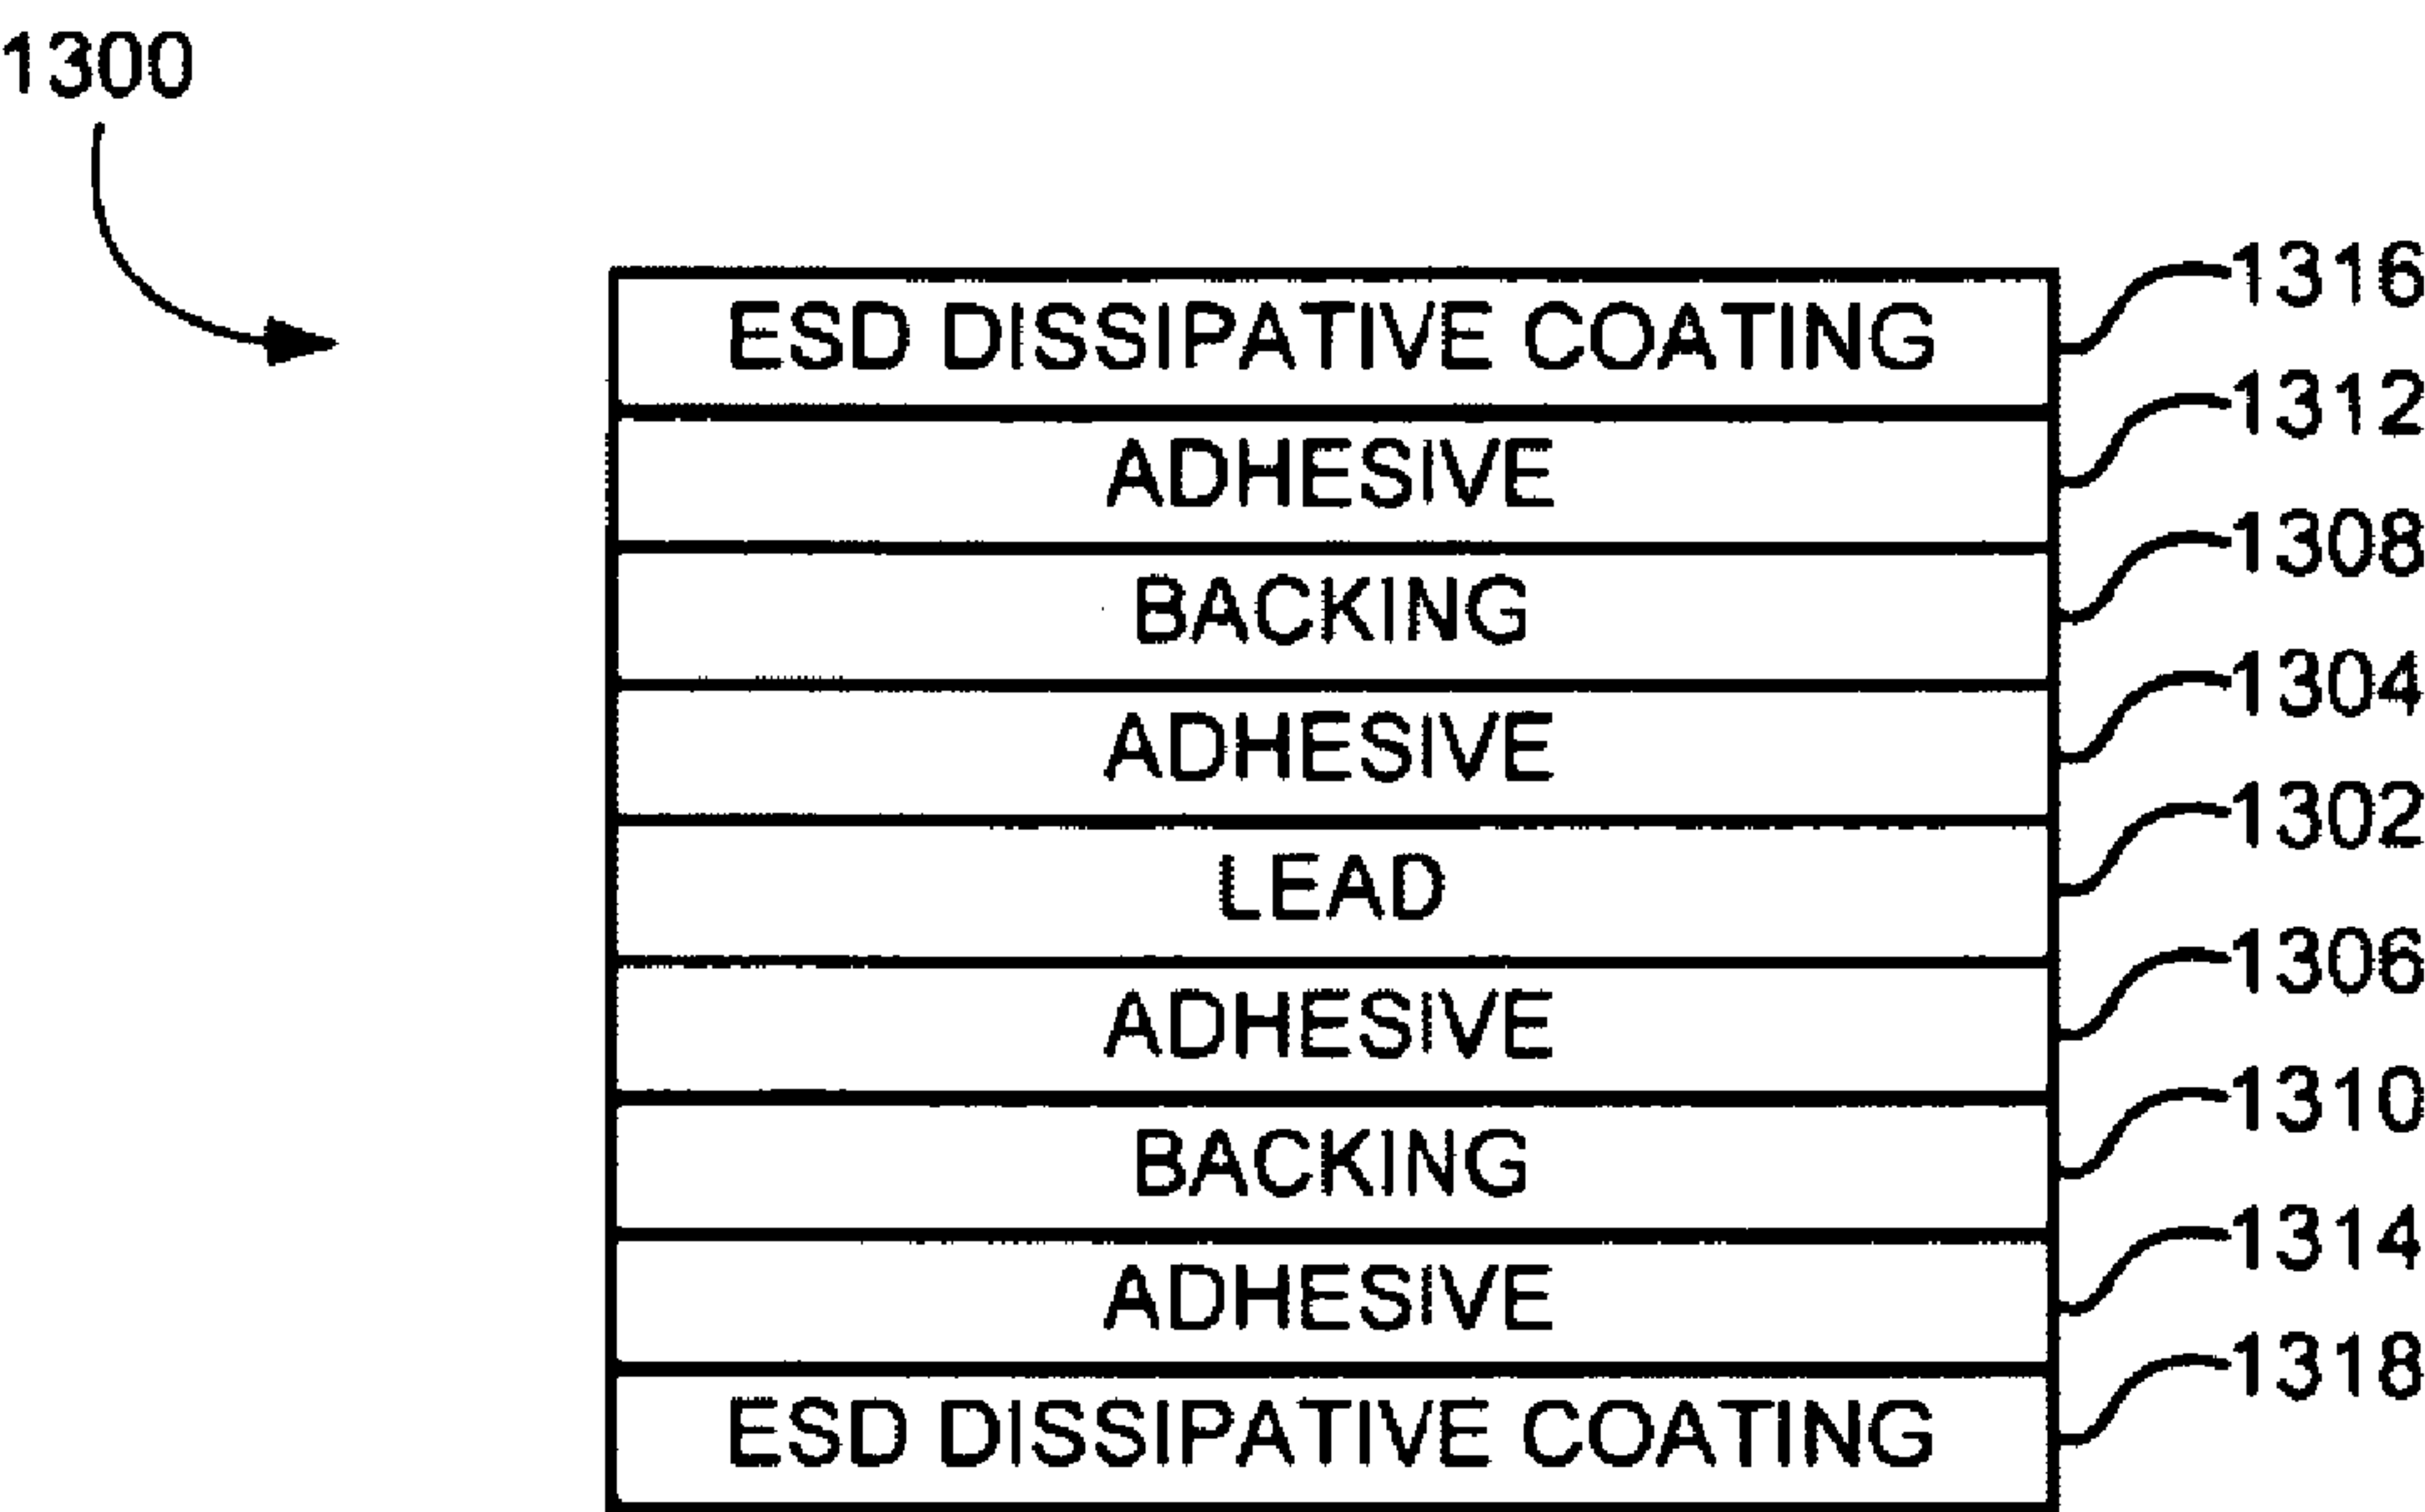 1300
ESD DISSIPATIVE COATING 1316
ADHESIVE 1312
BACKING 1308
ADHESIVE 1304
LEAD 1302
ADHESIVE 1306
BACKING 1310
ADHESIVE 1314
ESD DISSIPATIVE COATING 1318